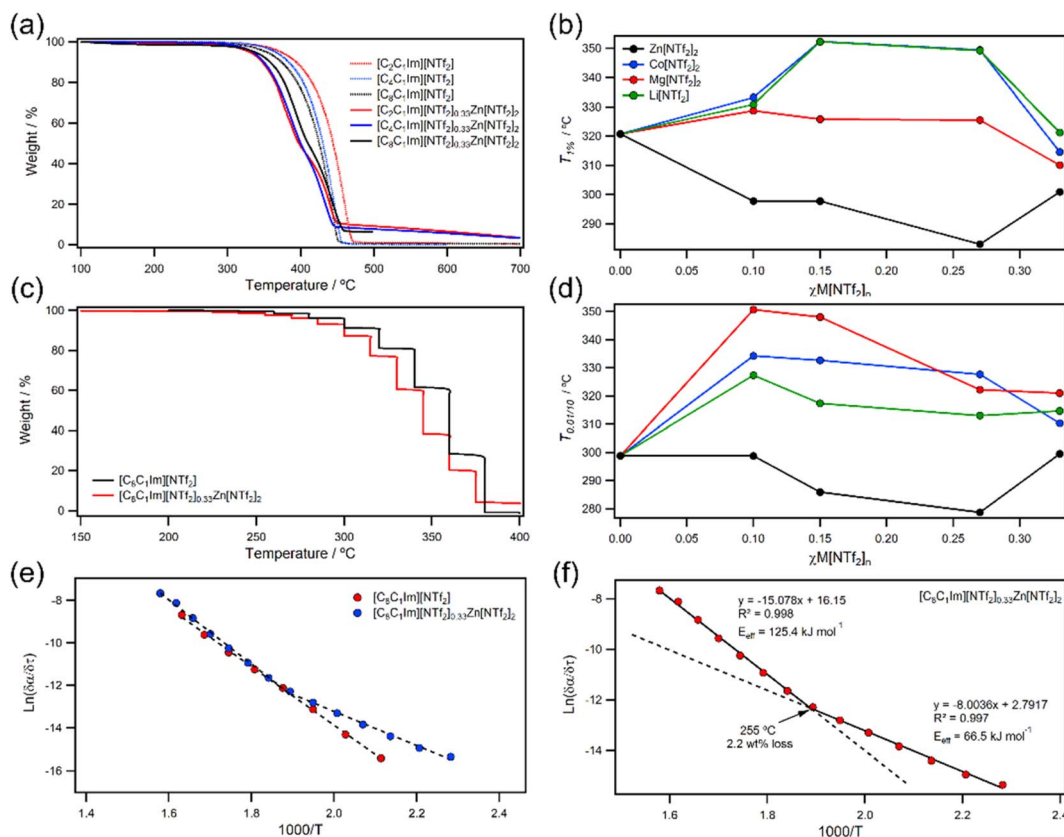 (a)
Weight / %
100
80
60
40
20
0
[C2C1Im][NTf2]
[C4C1Im][NTf2]
[C8C1Im][NTf2]
[C2C1Im][NTf2]0.33Zn[NTf2]2
[C4C1Im][NTf2]0.33Zn[NTf2]2
[C8C1Im][NTf2]0.33Zn[NTf2]2
100 200 300 400 500 600 700
Temperature / ºC
(b)
T1% / ºC
350
340
330
320
310
300
290
Zn[NTf2]2
Co[NTf2]2
Mg[NTf2]2
Li[NTf2]
0.00 0.05 0.10 0.15 0.20 0.25 0.30
χM[NTf2]n
(c)
Weight / %
100
80
60
40
20
0
[C8C1Im][NTf2]
[C8C1Im][NTf2]0.33Zn[NTf2]2
150 200 250 300 350 400
Temperature / ºC
(d)
T0.01/10 / ºC
350
340
330
320
310
300
290
280
0.00 0.05 0.10 0.15 0.20 0.25 0.30
χM[NTf2]n
(e)
Ln(δα/δτ)
-8
-10
-12
-14
-16
[C8C1Im][NTf2]
[C8C1Im][NTf2]0.33Zn[NTf2]2
1.4 1.6 1.8 2.0 2.2 2.4
1000/T
(f)
Ln(δα/δτ)
-8
-10
-12
-14
[C8C1Im][NTf2]0.33Zn[NTf2]2
y = -15.078x + 16.15
R² = 0.998
Eeff = 125.4 kJ mol-1
y = -8.0036x + 2.7917
R² = 0.997
Eeff = 66.5 kJ mol-1
255 ºC
2.2 wt% loss
1.6 1.8 2.0 2.2 2.4
1000/T